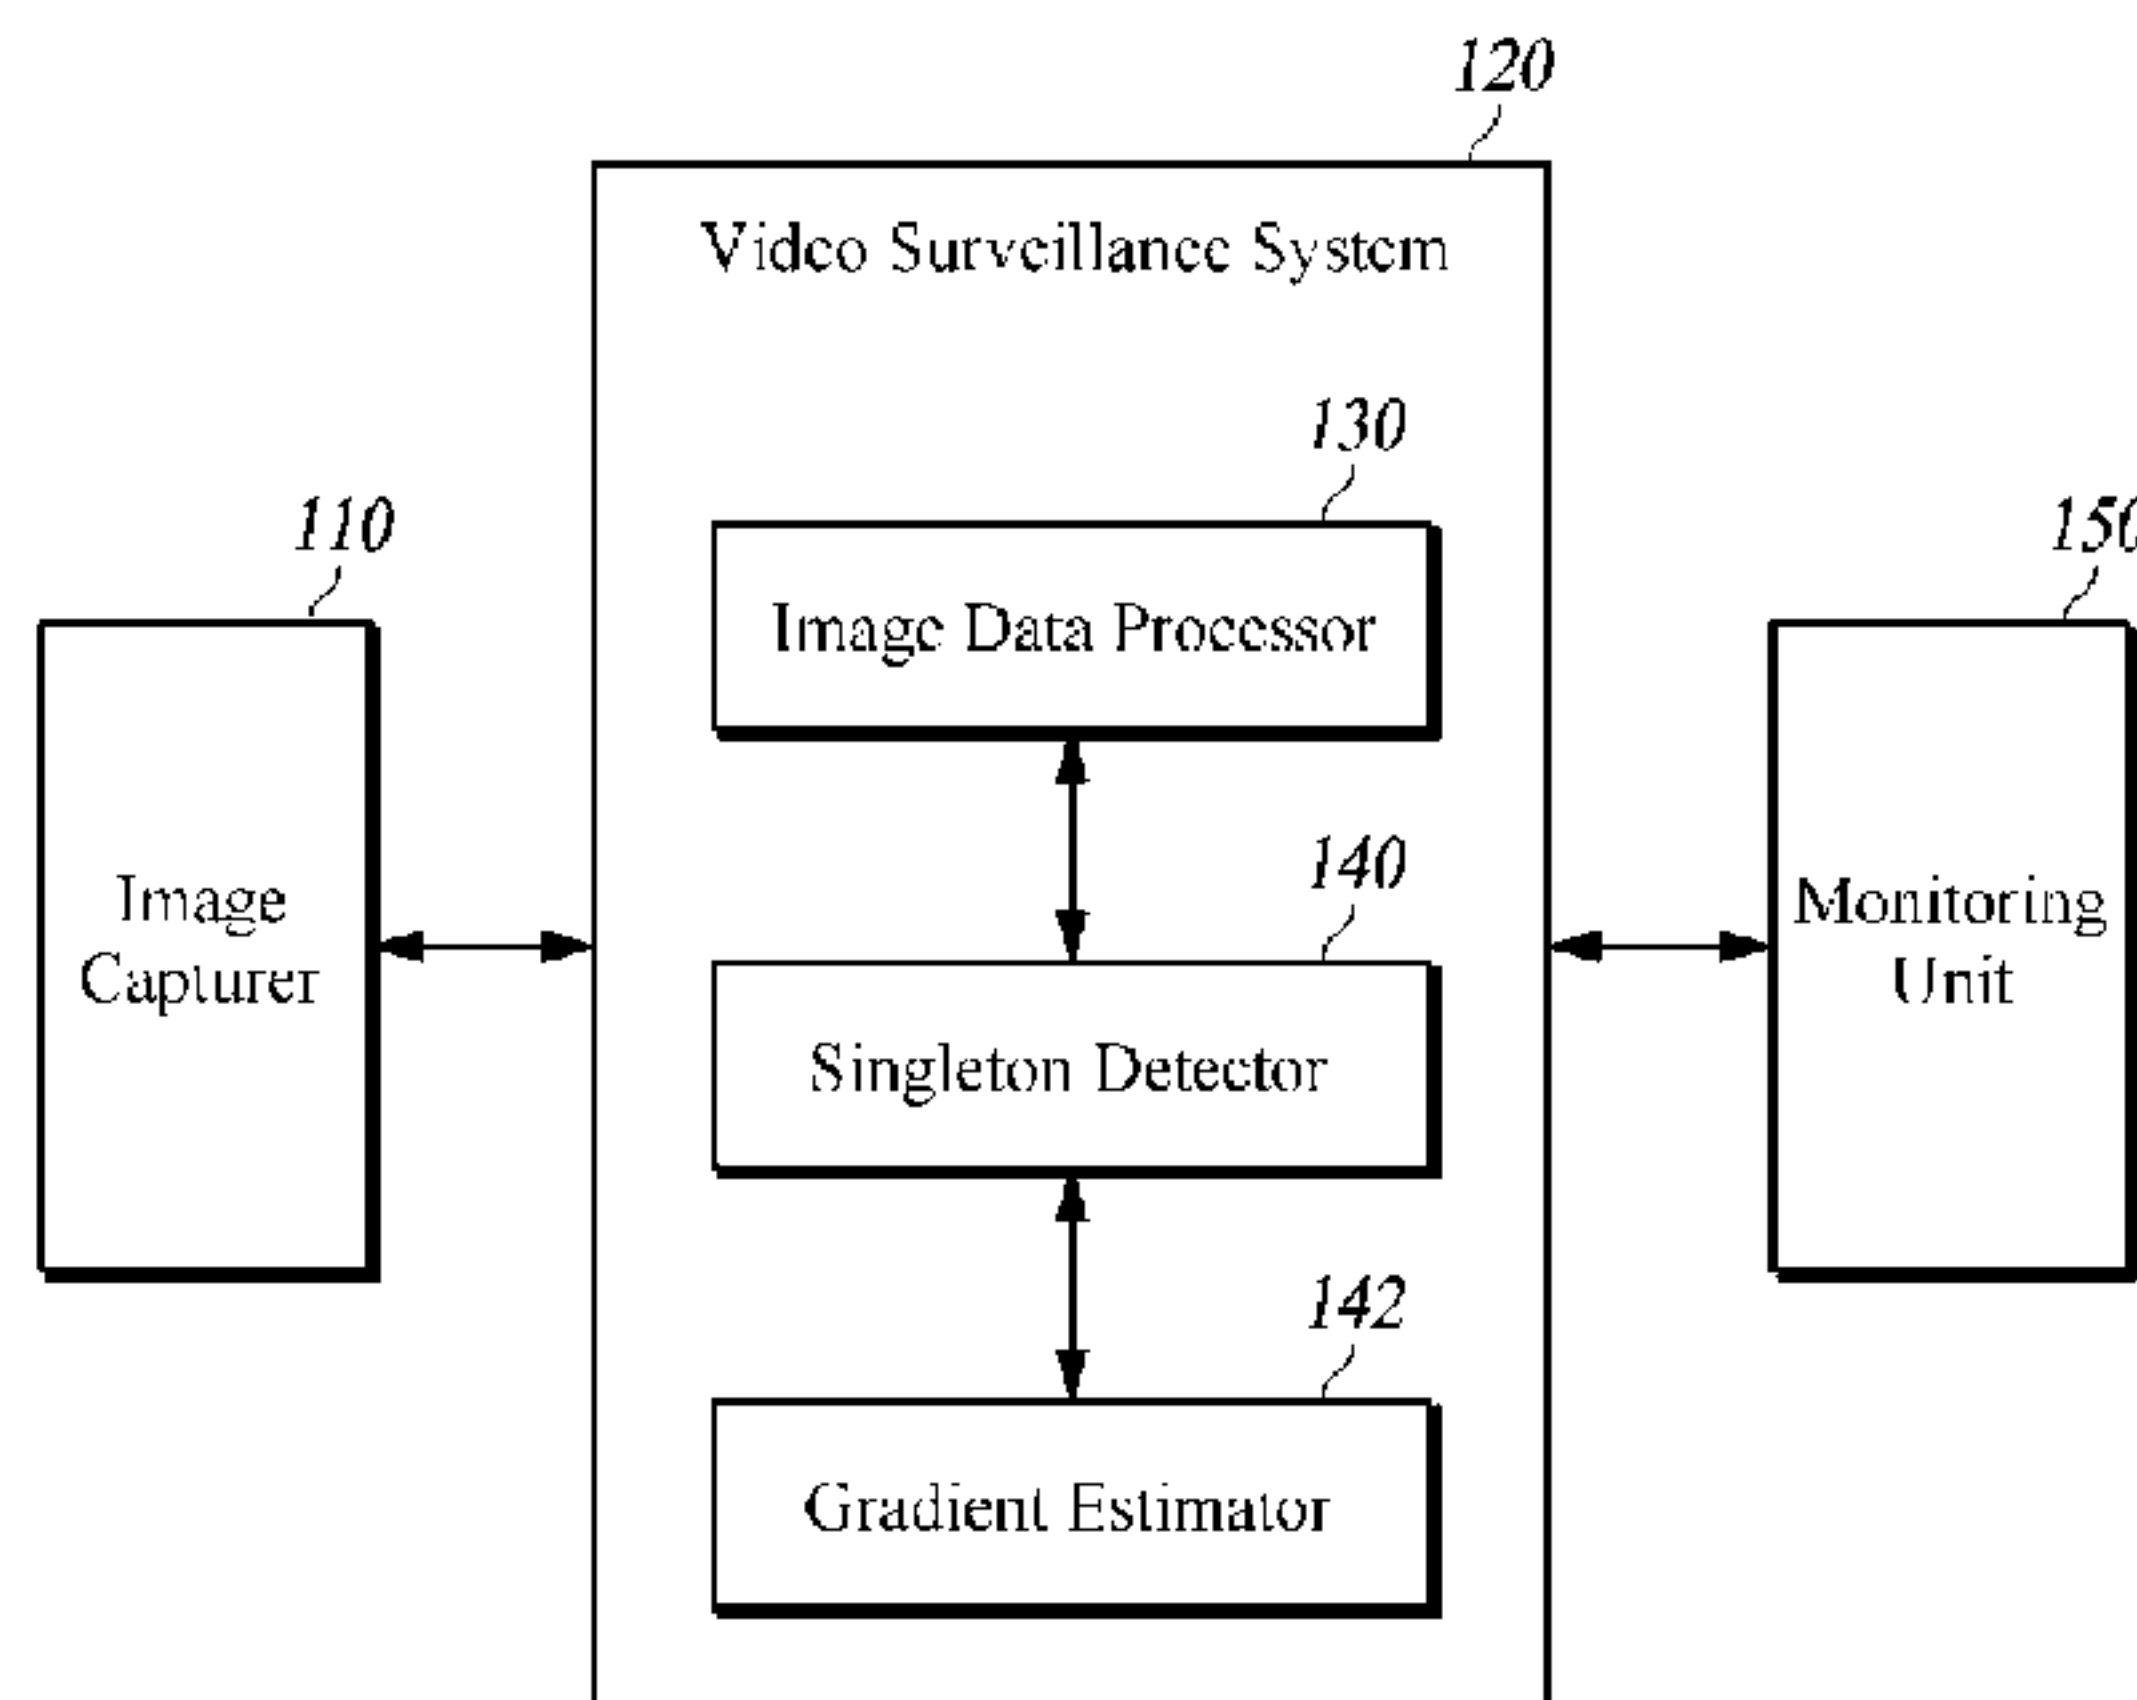 120
Video Surveillance System
130
110
150
Image Data Processor
140
Image
Capturer
Monitoring
Unit
Singleton Detector
142
Gradient Estimator